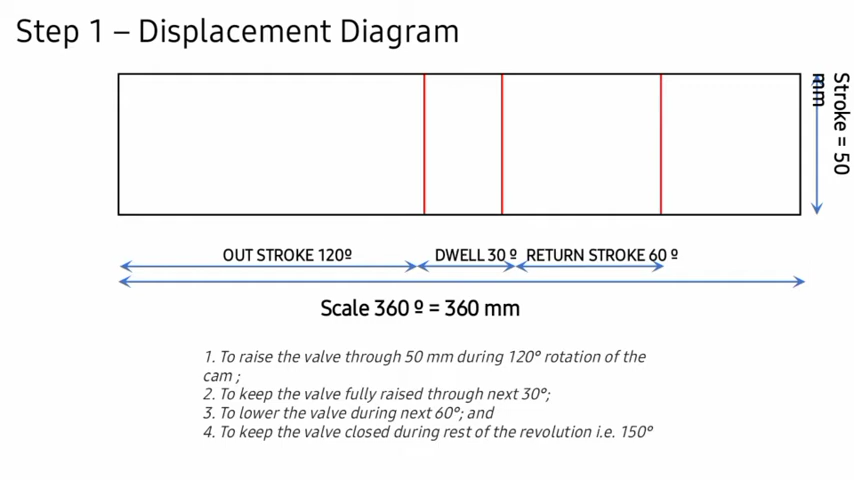 Step 1 – Displacement Diagram
Stroke = 50
mm
OUT STROKE 120º
DWELL 30 º
RETURN STROKE 60 º
Scale 360 º = 360 mm
1. To raise the valve through 50 mm during 120° rotation of the
cam ;
2. To keep the valve fully raised through next 30°;
3. To lower the valve during next 60°; and
4. To keep the valve closed during rest of the revolution i.e. 150°